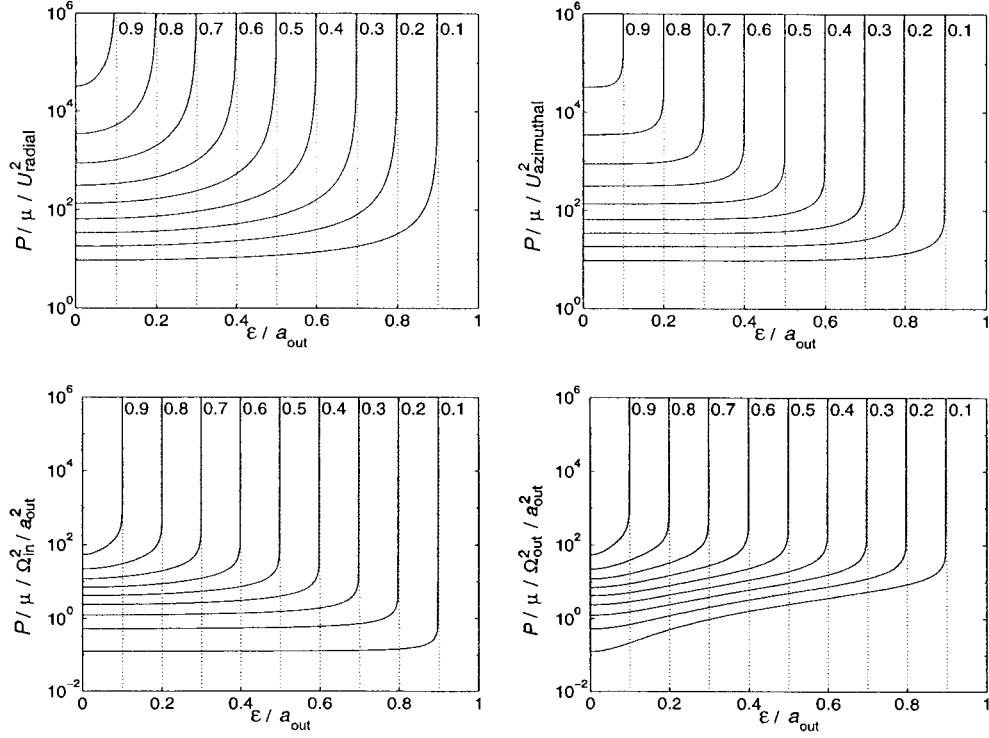 0.9 0.8 0.7 0.6 0.5 0.4 0.3 0.2 0.1
10^6
10^4
10^2
10^0
P / μ / U^2_radial
0 0.2 0.4 0.6 0.8 1
ε / a_out
0.9 0.8 0.7 0.6 0.5 0.4 0.3 0.2 0.1
10^6
10^4
10^2
10^0
P / μ / U^2_azimuthal
0 0.2 0.4 0.6 0.8 1
ε / a_out
0.9 0.8 0.7 0.6 0.5 0.4 0.3 0.2 0.1
10^6
10^4
10^2
10^0
10^-2
P / μ / Ω^2_in / a^2_out
0 0.2 0.4 0.6 0.8 1
ε / a_out
0.9 0.8 0.7 0.6 0.5 0.4 0.3 0.2 0.1
10^6
10^4
10^2
10^0
10^-2
P / μ / Ω^2_out / a^2_out
0 0.2 0.4 0.6 0.8 1
ε / a_out